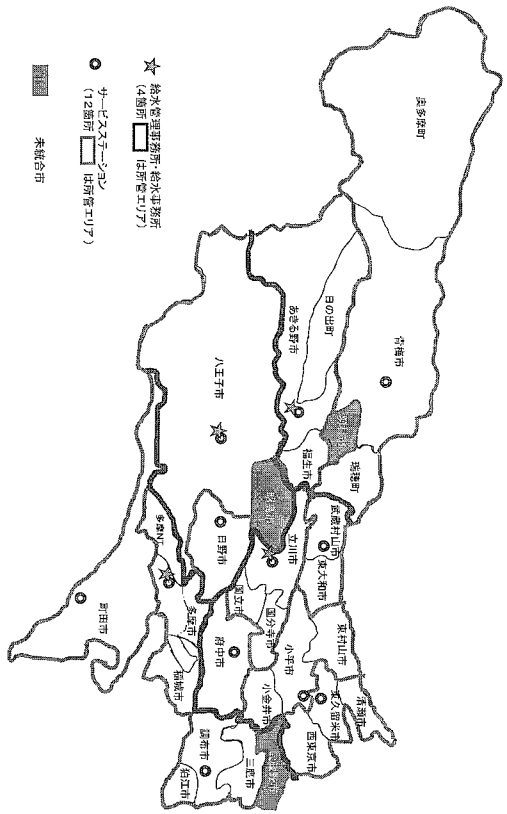 給水管理事務所・給水事務所
(4箇所 は所管エリア)
サービスステーション
(12箇所 は所管エリア)
未統合市
奥多摩町
青梅市
日の出町
あきる野市
瑞穂町
福生市
八王子市
武蔵村山市
東大和市
立川市
日野市
多摩NT
町田市
多摩市
稲城市
国立市
国分寺市
府中市
小平市
小金井市
東村山市
清瀬市
東久留米市
西東京市
三鷹市
調布市
狛江市